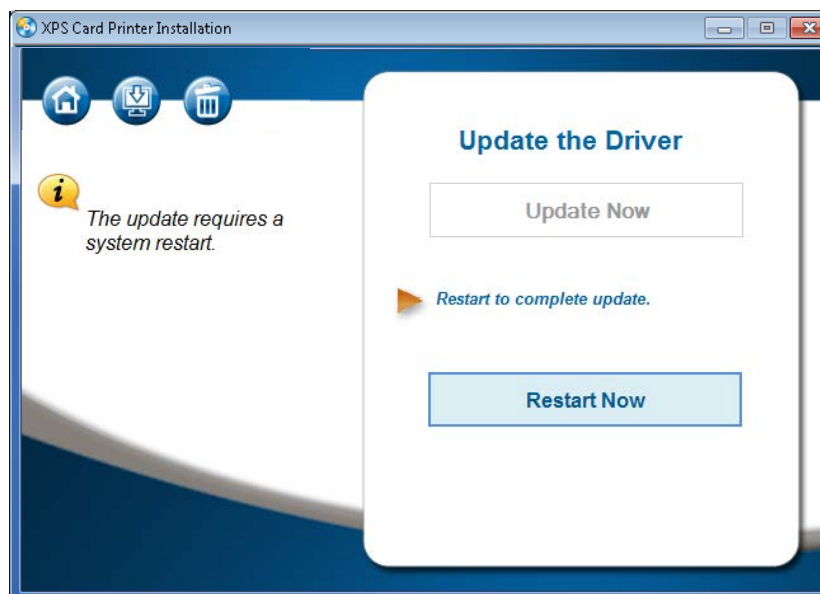 XPS Card Printer Installation
The update requires a
system restart.
Update the Driver
Update Now
Restart to complete update.
Restart Now